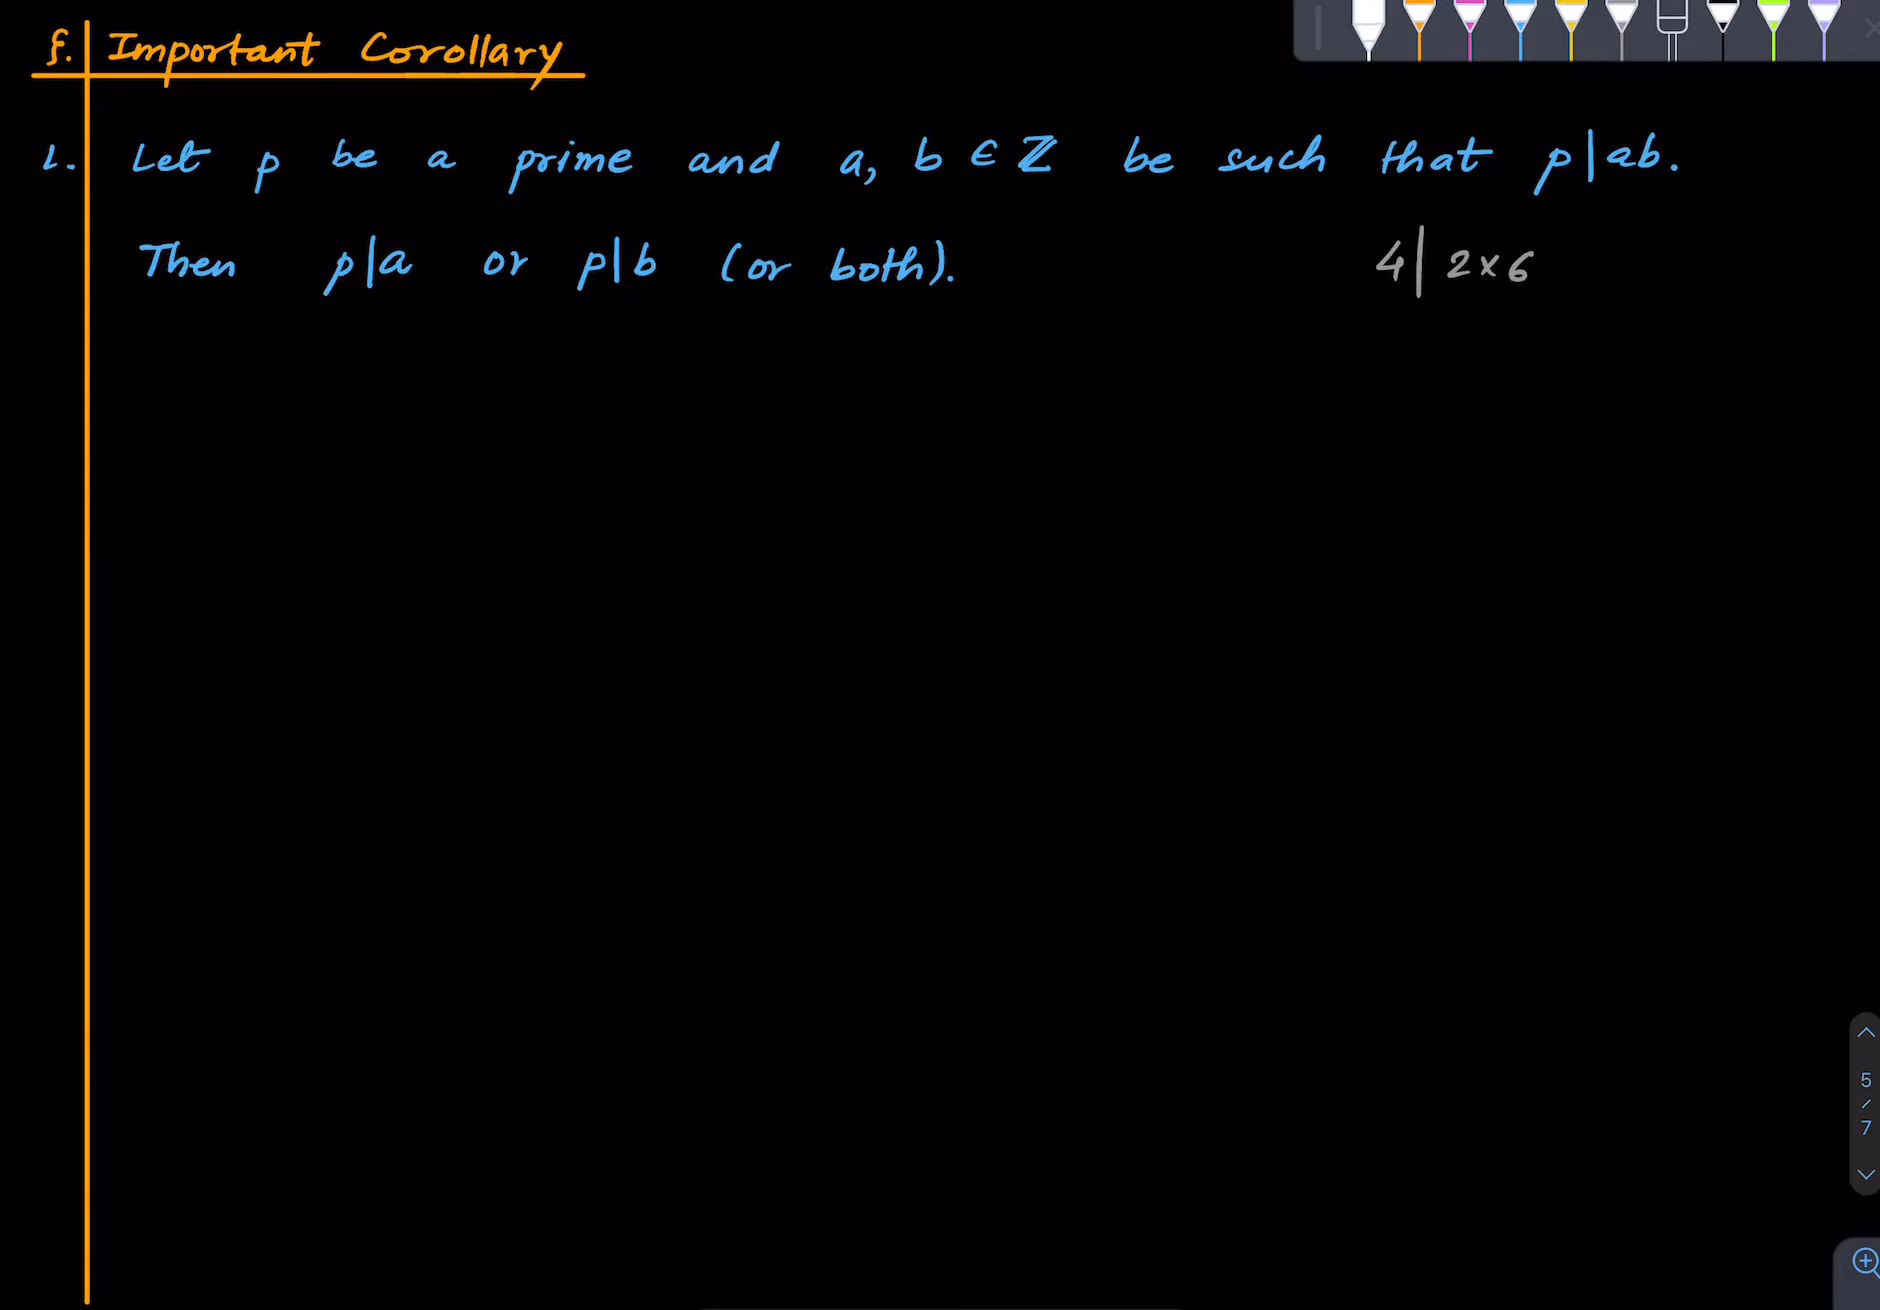 f. Important Corollary
1. Let p be a prime and a, b ∈ ℤ be such that p|ab.
Then p|a or p|b (or both). 4| 2×6
5
/
7